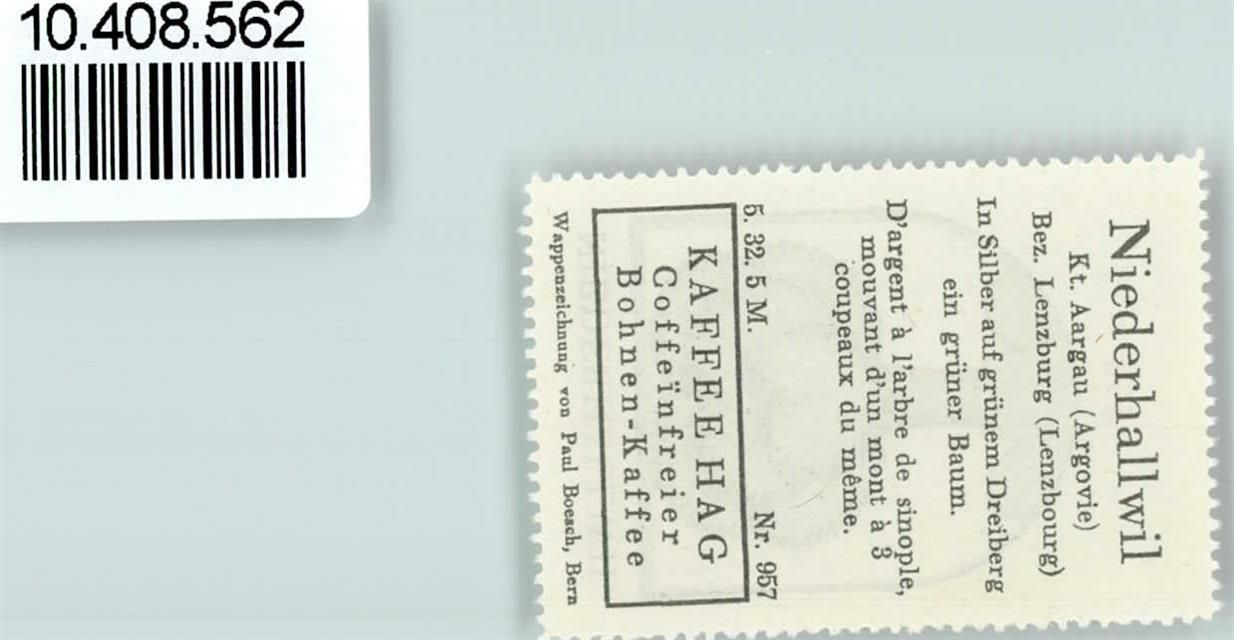 10.408.562
Niederhallwil
Kt. Aargau (Argovie)
Bez. Lenzburg (Lenzbourg)
In Silber auf grünem Dreiberg
ein grüner Baum.
D'argent à l'arbre de sinople,
mouvant d'un mont à 3
coupeaux du même.
5. 32. 5 M. Nr. 957
KAFFEE HAG
Coffeïnfreier
Bohnen-Kaffee
Wappenzeichnung von Paul Boesch, Bern